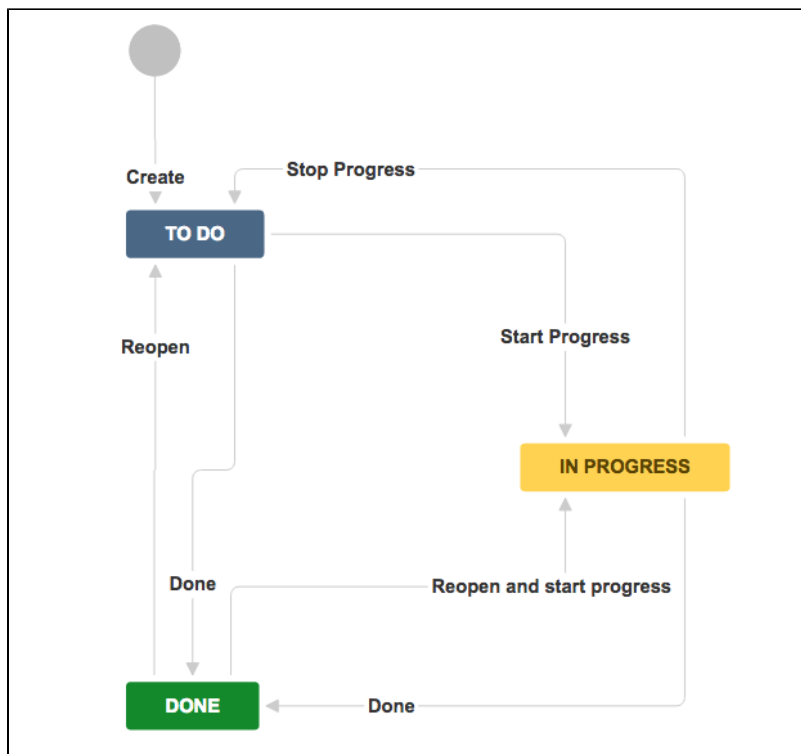 Stop Progress
Create
TO DO
Start Progress
Reopen
IN PROGRESS
Done
Reopen and start progress
DONE
Done